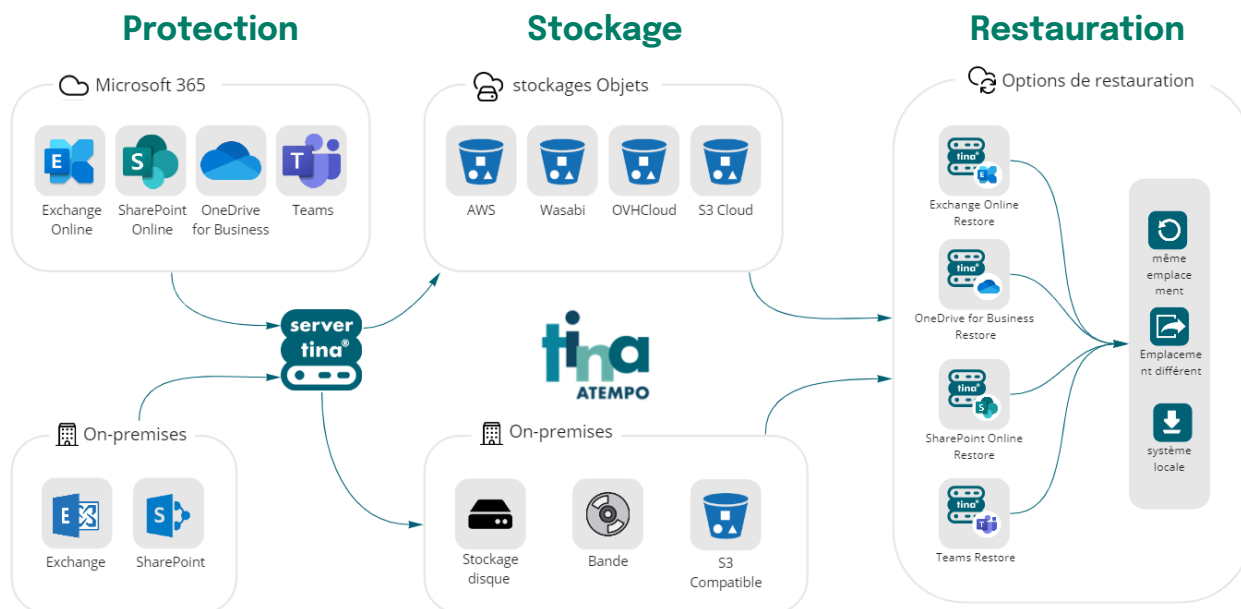 Protection
Microsoft 365
E
S
T
Exchange
Online
SharePoint
Online
OneDrive
for Business
Teams
On-premises
E
S
Exchange
SharePoint
server
tina®
Stockage
stockages Objets
AWS
Wasabi
OVHCloud
S3 Cloud
tina
ATEMPO
On-premises
Stockage
disque
Bande
S3
Compatible
Restauration
Options de restauration
tina®
E
Exchange Online
Restore
tina®
OneDrive for Business
Restore
tina®
S
SharePoint Online
Restore
tina®
T
Teams Restore
même
emplace
ment
Emplaceme
nt différent
système
locale